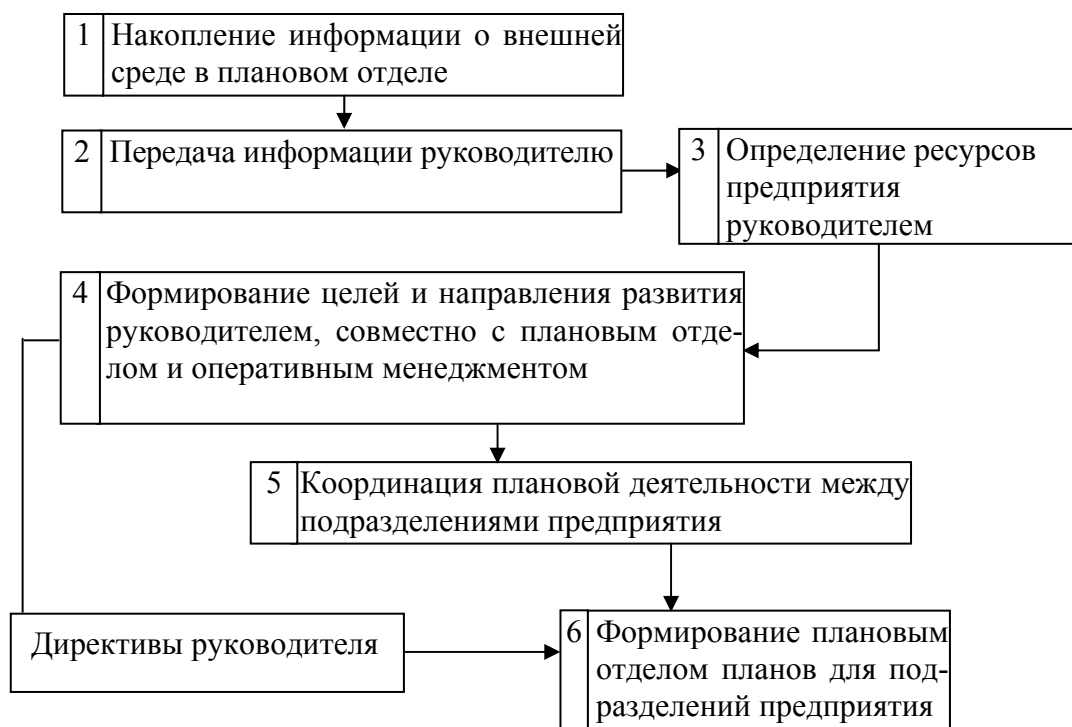 1 Накопление информации о внешней
среде в плановом отделе
2 Передача информации руководителю
3 Определение ресурсов
предприятия
руководителем
4 Формирование целей и направления развития
руководителем, совместно с плановым отде-
лом и оперативным менеджментом
5 Координация плановой деятельности между
подразделениями предприятия
Директивы руководителя
6 Формирование плановым
отделом планов для под-
разделений предприятия